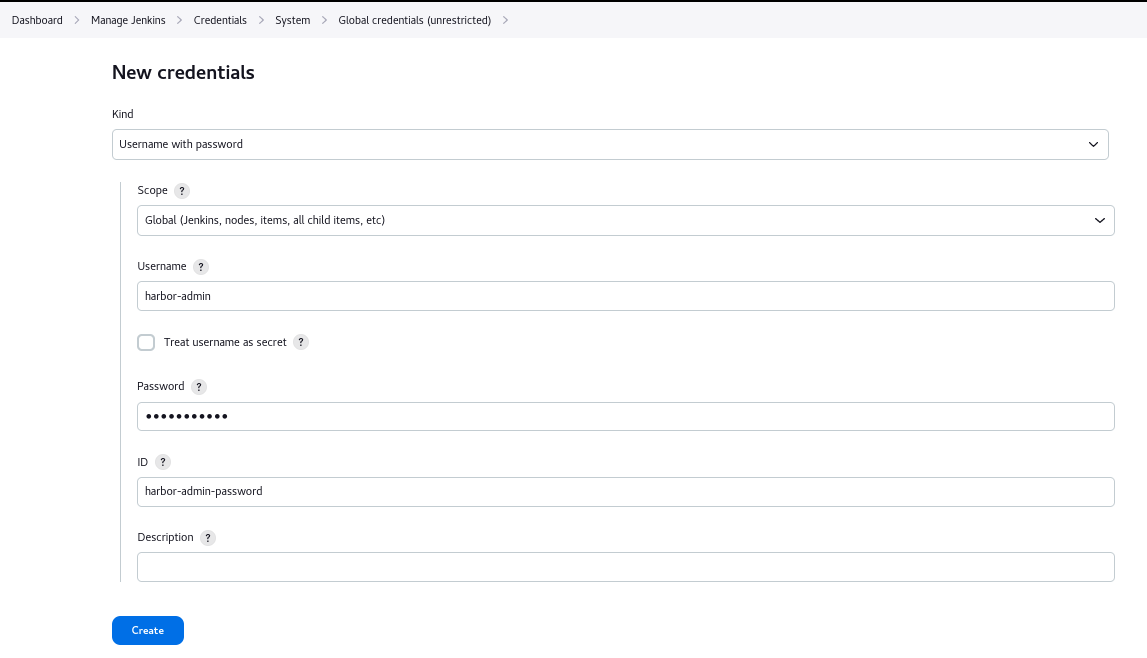 Dashboard > Manage Jenkins > Credentials > System > Global credentials (unrestricted) >
New credentials
Kind
Username with password
Scope ?
Global (Jenkins, nodes, items, all child items, etc)
Username ?
harbor-admin
Treat username as secret ?
Password ?
•••••••••••
ID ?
harbor-admin-password
Description ?
Create